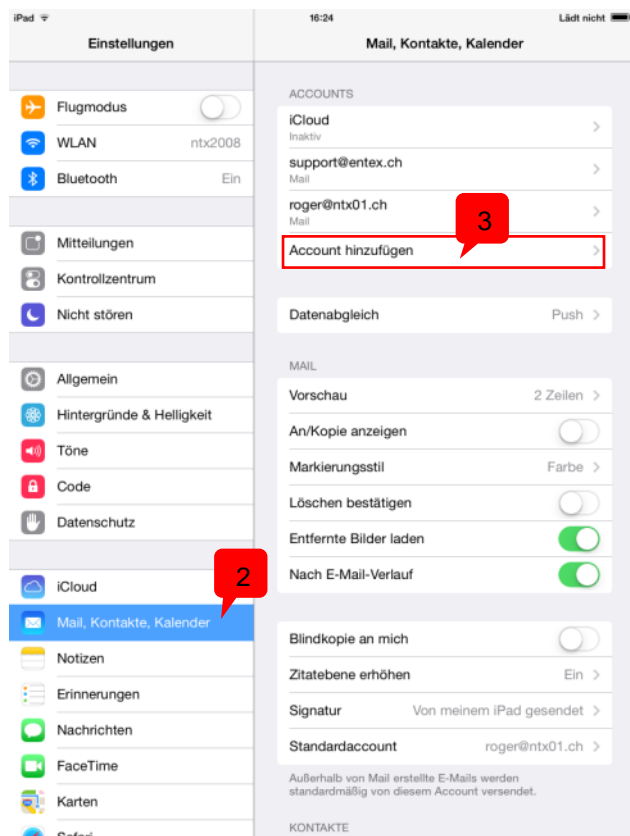 iPad
16:24
Lädt nicht
Einstellungen
Mail, Kontakte, Kalender
Flugmodus
WLAN ntx2008
Bluetooth Ein
Mitteilungen
Kontrollzentrum
Nicht stören
Allgemein
Hintergründe & Helligkeit
Töne
Code
Datenschutz
iCloud
2
Mail, Kontakte, Kalender
Notizen
Erinnerungen
Nachrichten
FaceTime
Karten
Safari
ACCOUNTS
iCloud
Inaktiv
support@entex.ch
Mail
roger@ntx01.ch
Mail
3
Account hinzufügen
Datenabgleich Push
MAIL
Vorschau 2 Zeilen
An/Kopie anzeigen
Markierungsstil Farbe
Löschen bestätigen
Entfernte Bilder laden
Nach E-Mail-Verlauf
Blindkopie an mich
Zitatebene erhöhen Ein
Signatur Von meinem iPad gesendet
Standardaccount roger@ntx01.ch
Außerhalb von Mail erstellte E-Mails werden
standardmäßig von diesem Account versendet.
KONTAKTE